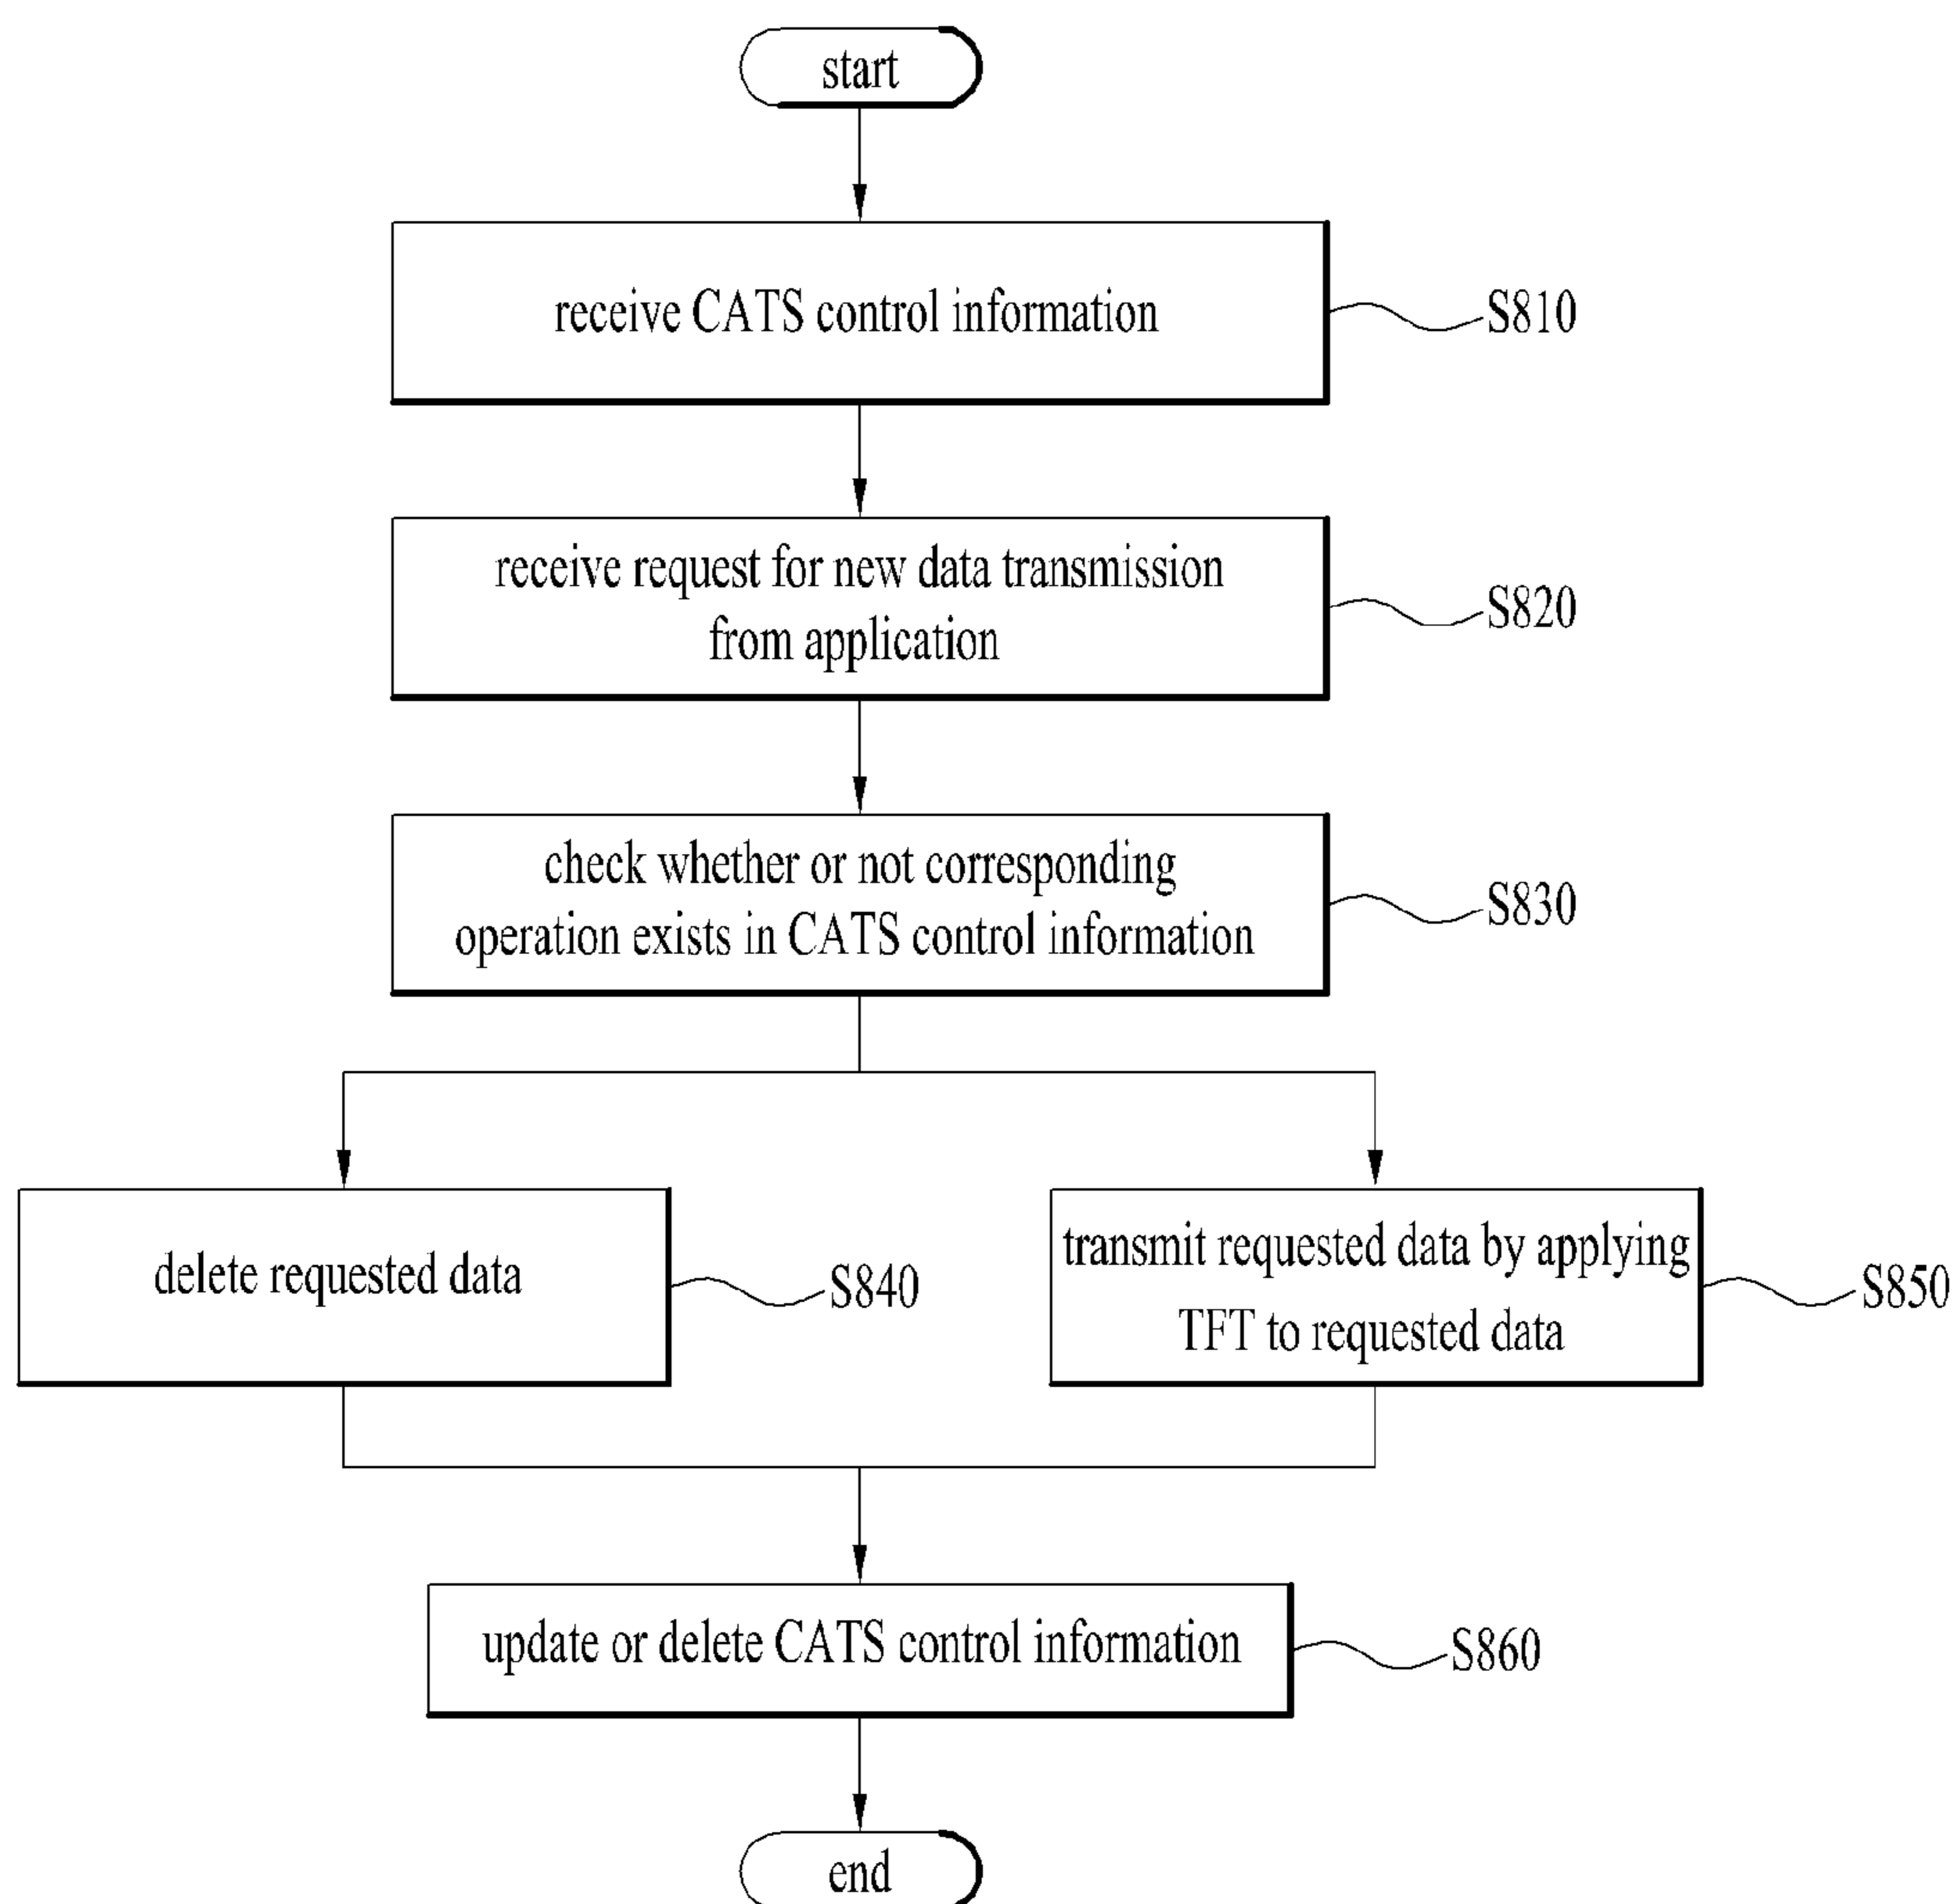 start
receive CATS control information
S810
receive request for new data transmission
from application
S820
check whether or not corresponding
operation exists in CATS control information
S830
delete requested data
S840
transmit requested data by applying
TFT to requested data
S850
update or delete CATS control information
S860
end